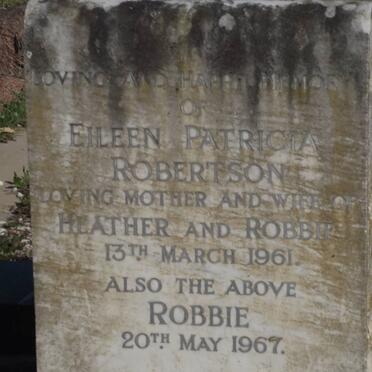 LOVING AND HAPPY MEMORY
OF
EILEEN PATRICIA
ROBERTSON
LOVING MOTHER AND WIFE OF
HEATHER AND ROBBIE
13TH MARCH 1961.
ALSO THE ABOVE
ROBBIE
20TH MAY 1967.